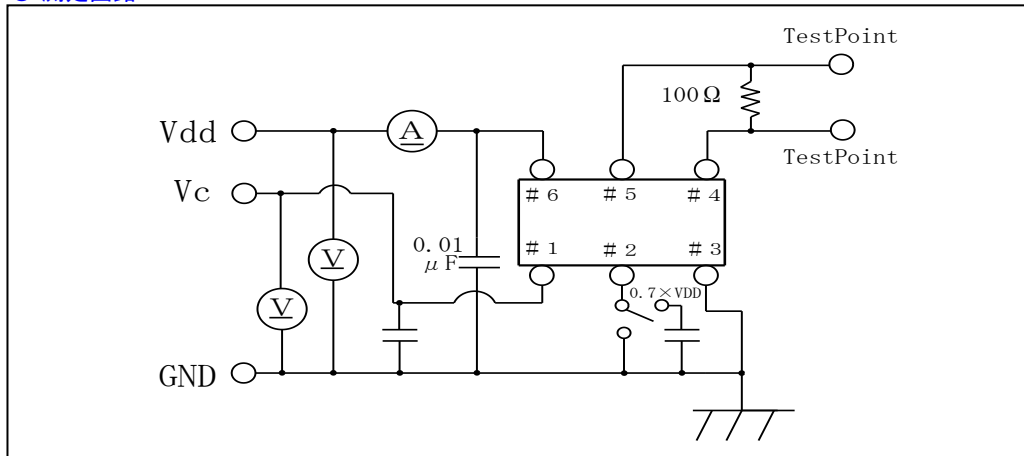 TestPoint
100Ω
Vdd
A
TestPoint
Vc
#6 #5 #4
0.01
μF
#1 #2 #3
V
0.7×VDD
V
GND